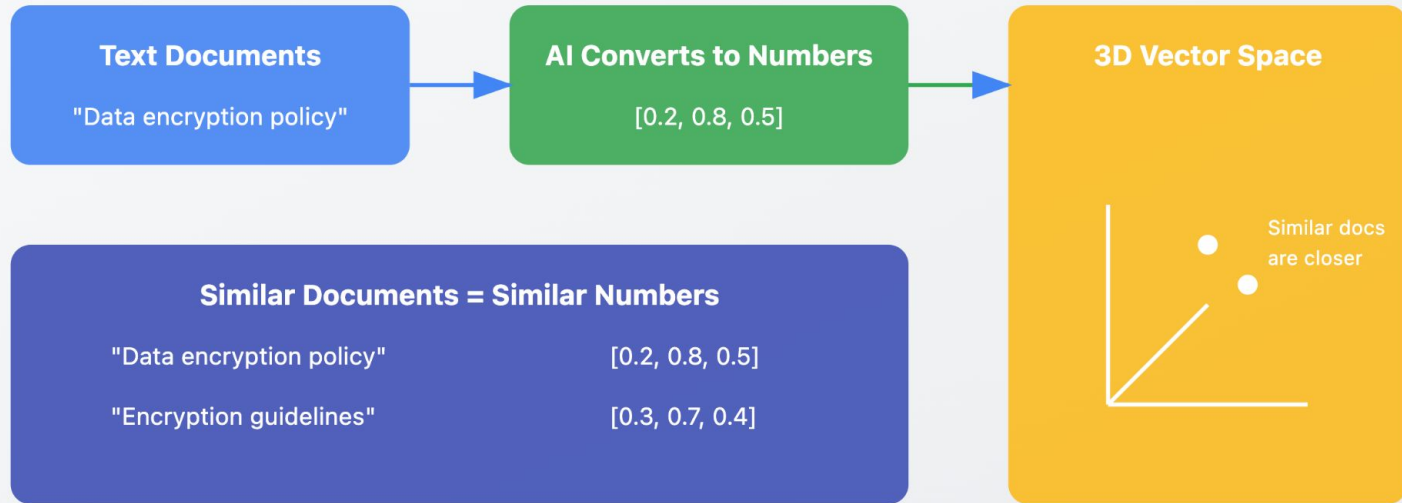 Text Documents
"Data encryption policy"
AI Converts to Numbers
[0.2, 0.8, 0.5]
3D Vector Space
Similar docs
are closer
Similar Documents = Similar Numbers
"Data encryption policy" [0.2, 0.8, 0.5]
"Encryption guidelines" [0.3, 0.7, 0.4]